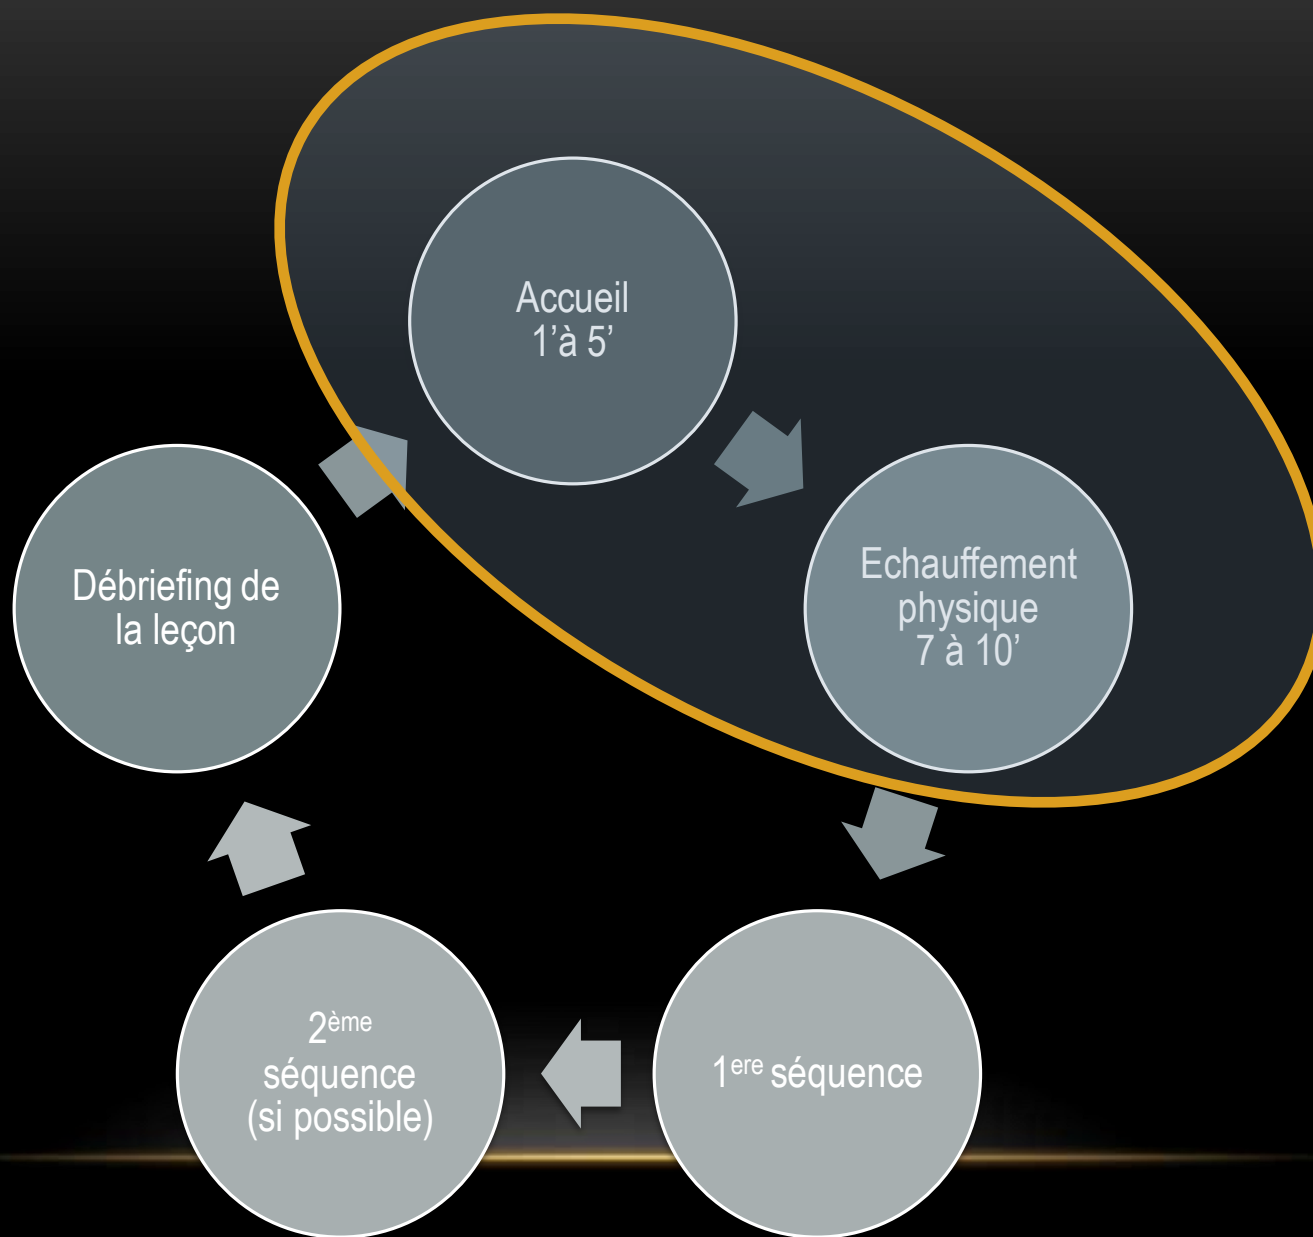 Accueil
1’à 5’
Echauffement
physique
7 à 10’
1ere séquence
2ème
séquence
(si possible)
Débriefing de
la leçon